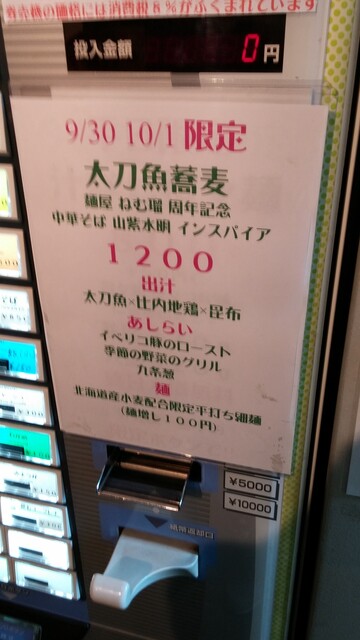 券売機の価格には消費税8%がふくまれています
投入金額 0円
9/30 10/1 限定
太刀魚蕎麦
麺屋 ねむ瑠 周年記念
中華そば 山紫水明 インスパイア
1200
出汁
太刀魚×比内地鶏×昆布
あしらい
イベリコ豚のロースト
季節の野菜のグリル
九条葱
麺
北海道産小麦配合限定平打ち細麺
(麺増し100円)
¥5000
¥10000
紙幣返却口